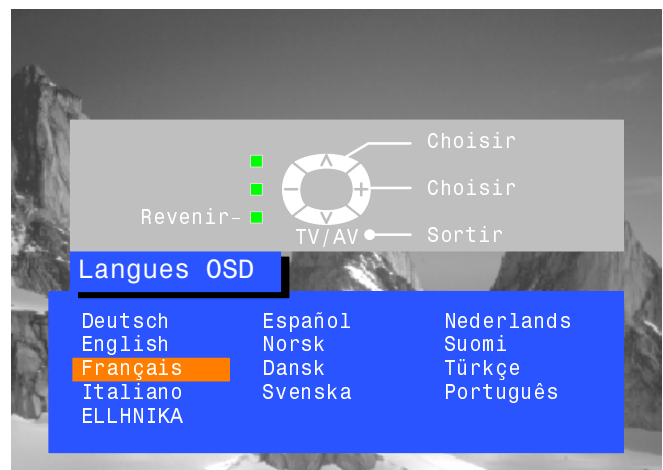 Choisir
Choisir
Revenir-
TV/AV
Sortir
Langues OSD
Deutsch Español Nederlands
English Norsk Suomi
Français Dansk Türkçe
Italiano Svenska Português
ELLHNIKA